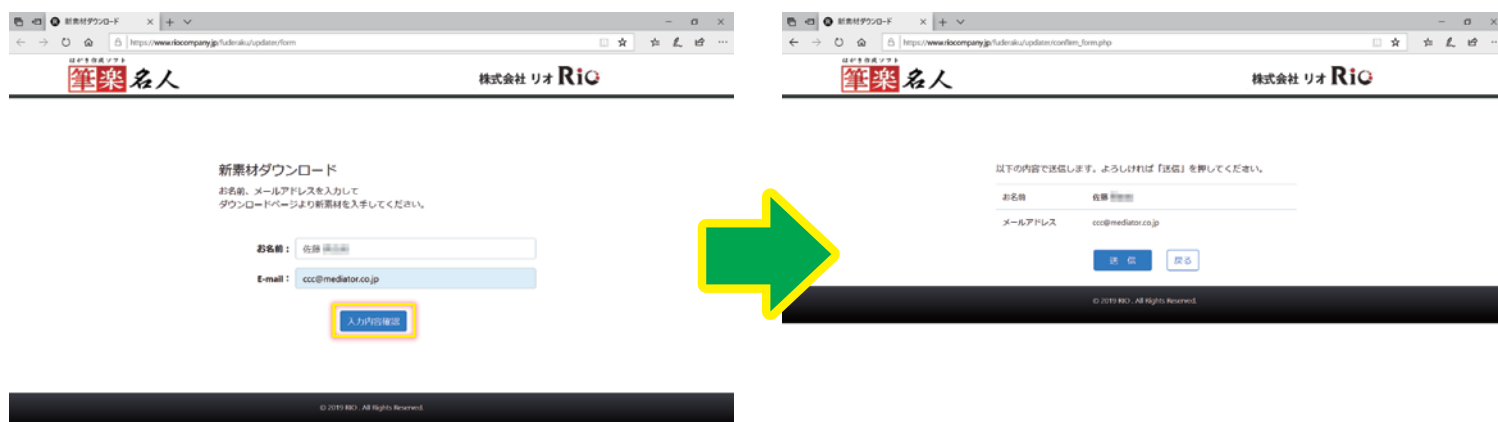 新素材ダウンロード
https://www.riocompany.jp/fuderaku/updater/form
はがき作成ソフト
筆楽名人
株式会社 リオ Rio
新素材ダウンロード
お名前、メールアドレスを入力して
ダウンロードページより新素材を入手してください。
お名前： 佐藤
E-mail： ccc@mediator.co.jp
入力内容確認
© 2019 RIO . All Rights Reserved.
新素材ダウンロード
https://www.riocompany.jp/fuderaku/updater/confirm_form.php
はがき作成ソフト
筆楽名人
株式会社 リオ Rio
以下の内容で送信します。よろしければ「送信」を押してください。
お名前 佐藤
メールアドレス ccc@mediator.co.jp
送　信 戻る
© 2019 RIO . All Rights Reserved.